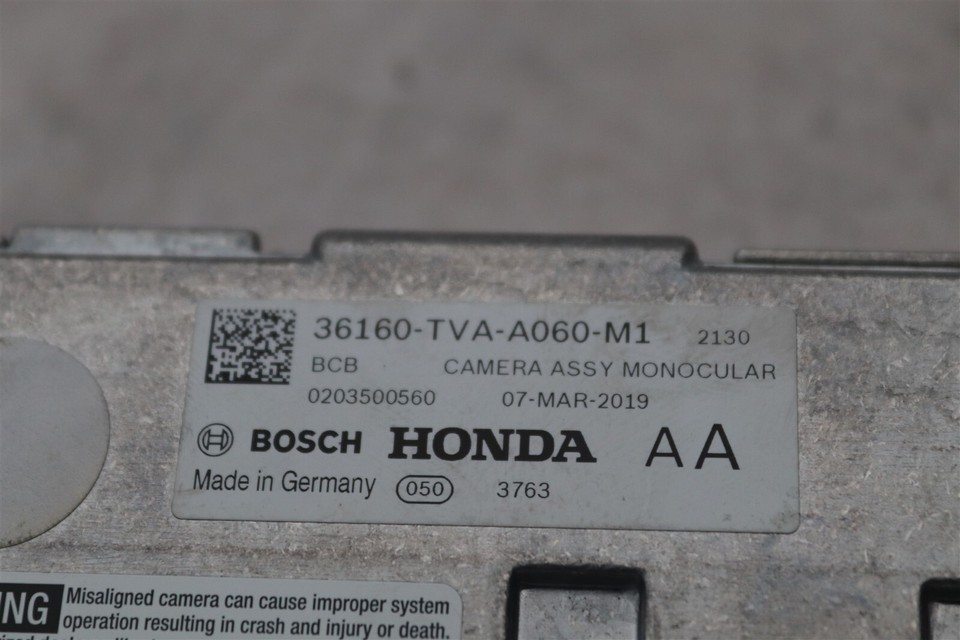 36160-TVA-A060-M1 2130
BCB CAMERA ASSY MONOCULAR
0203500560 07-MAR-2019
BOSCH HONDA AA
Made in Germany 050 3763
Misaligned camera can cause improper system
operation resulting in crash and injury or death.